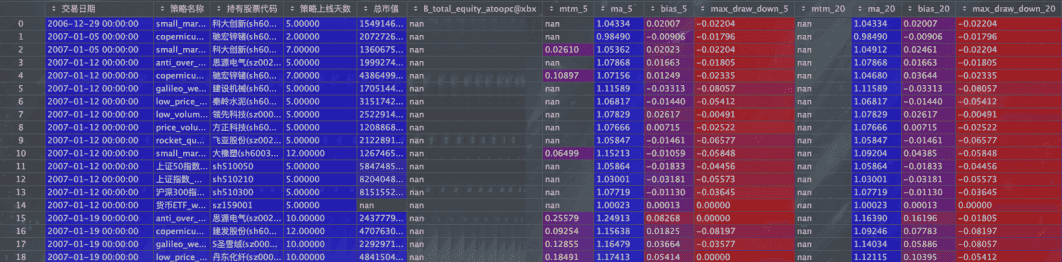 交易日期 策略名称 持有股票代码 策略上线天数 总市值 B_total_equity_atoopc@xbx mtm_5 ma_5 bias_5 max_draw_down_5 mtm_20 ma_20 bias_20 max_draw_down_20
0 2006-12-29 00:00:00 small_mar… 科大创新(sh60… 5.00000 1549146… nan nan 1.04334 0.02007 -0.02204 nan 1.04334 0.02007 -0.02204
1 2007-01-05 00:00:00 copernicu… 驰宏锌锗(sh60… 2.00000 2072726… nan nan 0.98490 -0.00906 -0.01796 nan 0.98490 -0.00906 -0.01796
2 2007-01-05 00:00:00 small_mar… 科大创新(sh60… 7.00000 1360675… nan 0.02610 1.05362 0.02023 -0.02204 nan 1.04912 0.02461 -0.02204
3 2007-01-12 00:00:00 anti_over_… 思源电气(sz002… 5.00000 1999274… nan nan 1.07868 0.01663 -0.01805 nan 1.07868 0.01663 -0.01805
4 2007-01-12 00:00:00 copernicu… 驰宏锌锗(sh60… 7.00000 4386499… nan 0.10897 1.07156 0.01249 -0.02335 nan 1.04680 0.03644 -0.02335
5 2007-01-12 00:00:00 galileo_we… 建设机械(sh60… 5.00000 1705144… nan nan 1.11589 -0.03313 -0.08057 nan 1.11589 -0.03313 -0.08057
6 2007-01-12 00:00:00 low_price_… 秦岭水泥(sh60… 5.00000 3151742… nan nan 1.06817 -0.01440 -0.05412 nan 1.06817 -0.01440 -0.05412
7 2007-01-12 00:00:00 low_volum… 领先科技(sz00… 5.00000 2522914… nan nan 1.07829 0.02617 -0.00491 nan 1.07829 0.02617 -0.00491
8 2007-01-12 00:00:00 price_volu… 方正科技(sh60… 5.00000 1208868… nan nan 1.07666 0.00715 -0.02522 nan 1.07666 0.00715 -0.02522
9 2007-01-12 00:00:00 rocket_qu… 飞亚股份(sz002… 5.00000 2122891… nan nan 1.05847 -0.01461 -0.06577 nan 1.05847 -0.01461 -0.06577
10 2007-01-12 00:00:00 small_mar… 大橡塑(sh6003… 12.00000 1267465… nan 0.06499 1.15213 -0.01059 -0.05848 nan 1.09204 0.04385 -0.05848
11 2007-01-12 00:00:00 上证50指数… sh510050 5.00000 5847485… nan nan 1.05864 -0.01833 -0.04456 nan 1.05864 -0.01833 -0.04456
12 2007-01-12 00:00:00 上证指数_… sh510210 5.00000 8204048… nan nan 1.03001 -0.03181 -0.05573 nan 1.03001 -0.03181 -0.05573
13 2007-01-12 00:00:00 沪深300指… sh510300 5.00000 8151552… nan nan 1.07719 -0.01130 -0.03645 nan 1.07719 -0.01130 -0.03645
14 2007-01-12 00:00:00 货币ETF_w… sz159001 5.00000 nan nan nan 1.00023 0.00013 0.00000 nan 1.00023 0.00013 0.00000
15 2007-01-19 00:00:00 anti_over_… 思源电气(sz002… 10.00000 2437779… nan 0.25579 1.24913 0.08268 -0.01805 nan 1.16390 0.16196 -0.01805
16 2007-01-19 00:00:00 copernicu… 建发股份(sh60… 12.00000 4707630… nan 0.09254 1.15638 0.01825 -0.08197 nan 1.09246 0.07783 -0.08197
17 2007-01-19 00:00:00 galileo_we… S圣雪绒(sz000… 10.00000 2292971… nan 0.12855 1.16479 0.03664 -0.03577 nan 1.14034 0.05886 -0.08057
18 2007-01-19 00:00:00 low_price_… 丹东化纤(sz00… 10.00000 4841504… nan 0.18491 1.17413 0.05414 nan 1.12115 0.10395 -0.05412